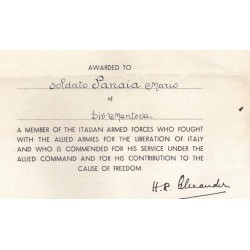 AWARDED TO
soldato Panaia Mario
of
Div. Mantova
A MEMBER OF THE ITALIAN ARMED FORCES WHO FOUGHT
WITH THE ALLIED ARMIES FOR THE LIBERATION OF ITALY
AND WHO IS COMMENDED FOR HIS SERVICE UNDER THE
ALLIED COMMAND AND FOR HIS CONTRIBUTION TO THE
CAUSE OF FREEDOM.
H.R. Alexander